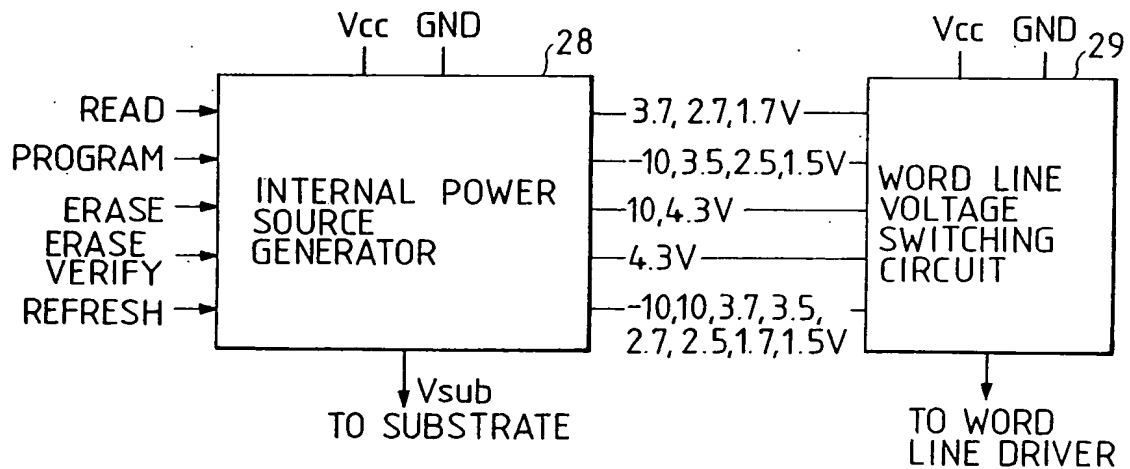 Vcc GND
28
READ
PROGRAM
ERASE
ERASE
VERIFY
REFRESH
INTERNAL POWER
SOURCE
GENERATOR
Vsub
TO SUBSTRATE
3.7, 2.7, 1.7V
-10, 3.5, 2.5, 1.5V
10, 4.3V
4.3V
-10, 10, 3.7, 3.5,
2.7, 2.5, 1.7, 1.5V
Vcc GND
29
WORD LINE
VOLTAGE
SWITCHING
CIRCUIT
TO WORD
LINE DRIVER